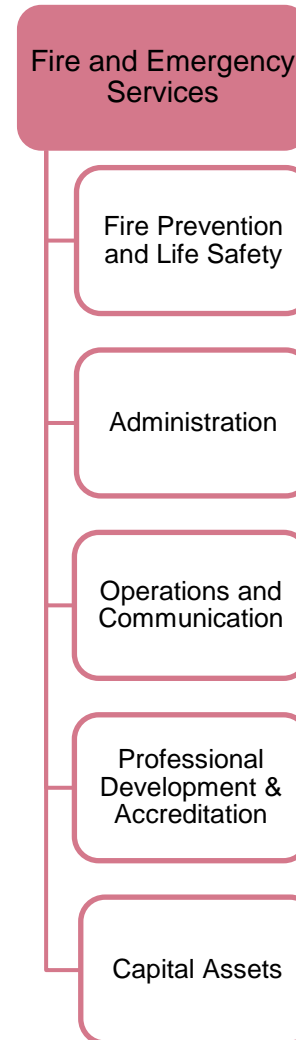 Fire and Emergency
Services
Fire Prevention
and Life Safety
Administration
Operations and
Communication
Professional
Development &
Accreditation
Capital Assets